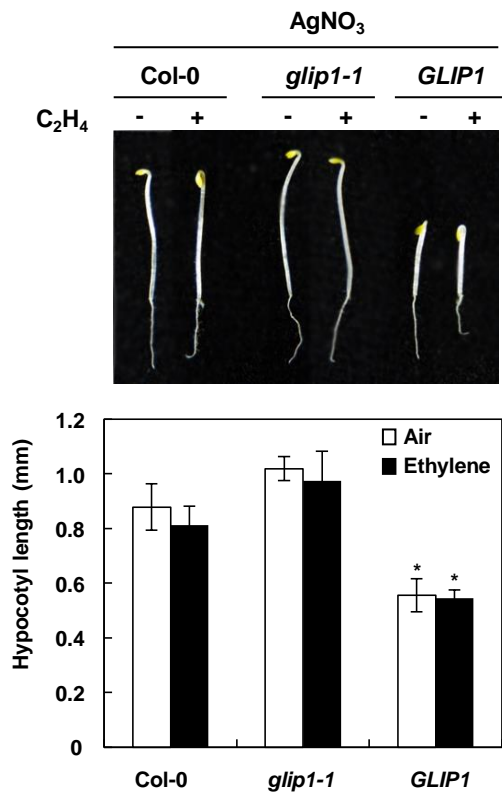 AgNO₃
Col-0 glip1-1 GLIP1
C₂H₄ - + - + - +
1.2
1.0
0.8
0.6
0.4
0.2
0
Hypocotyl length (mm)
Air
Ethylene
* *
Col-0 glip1-1 GLIP1